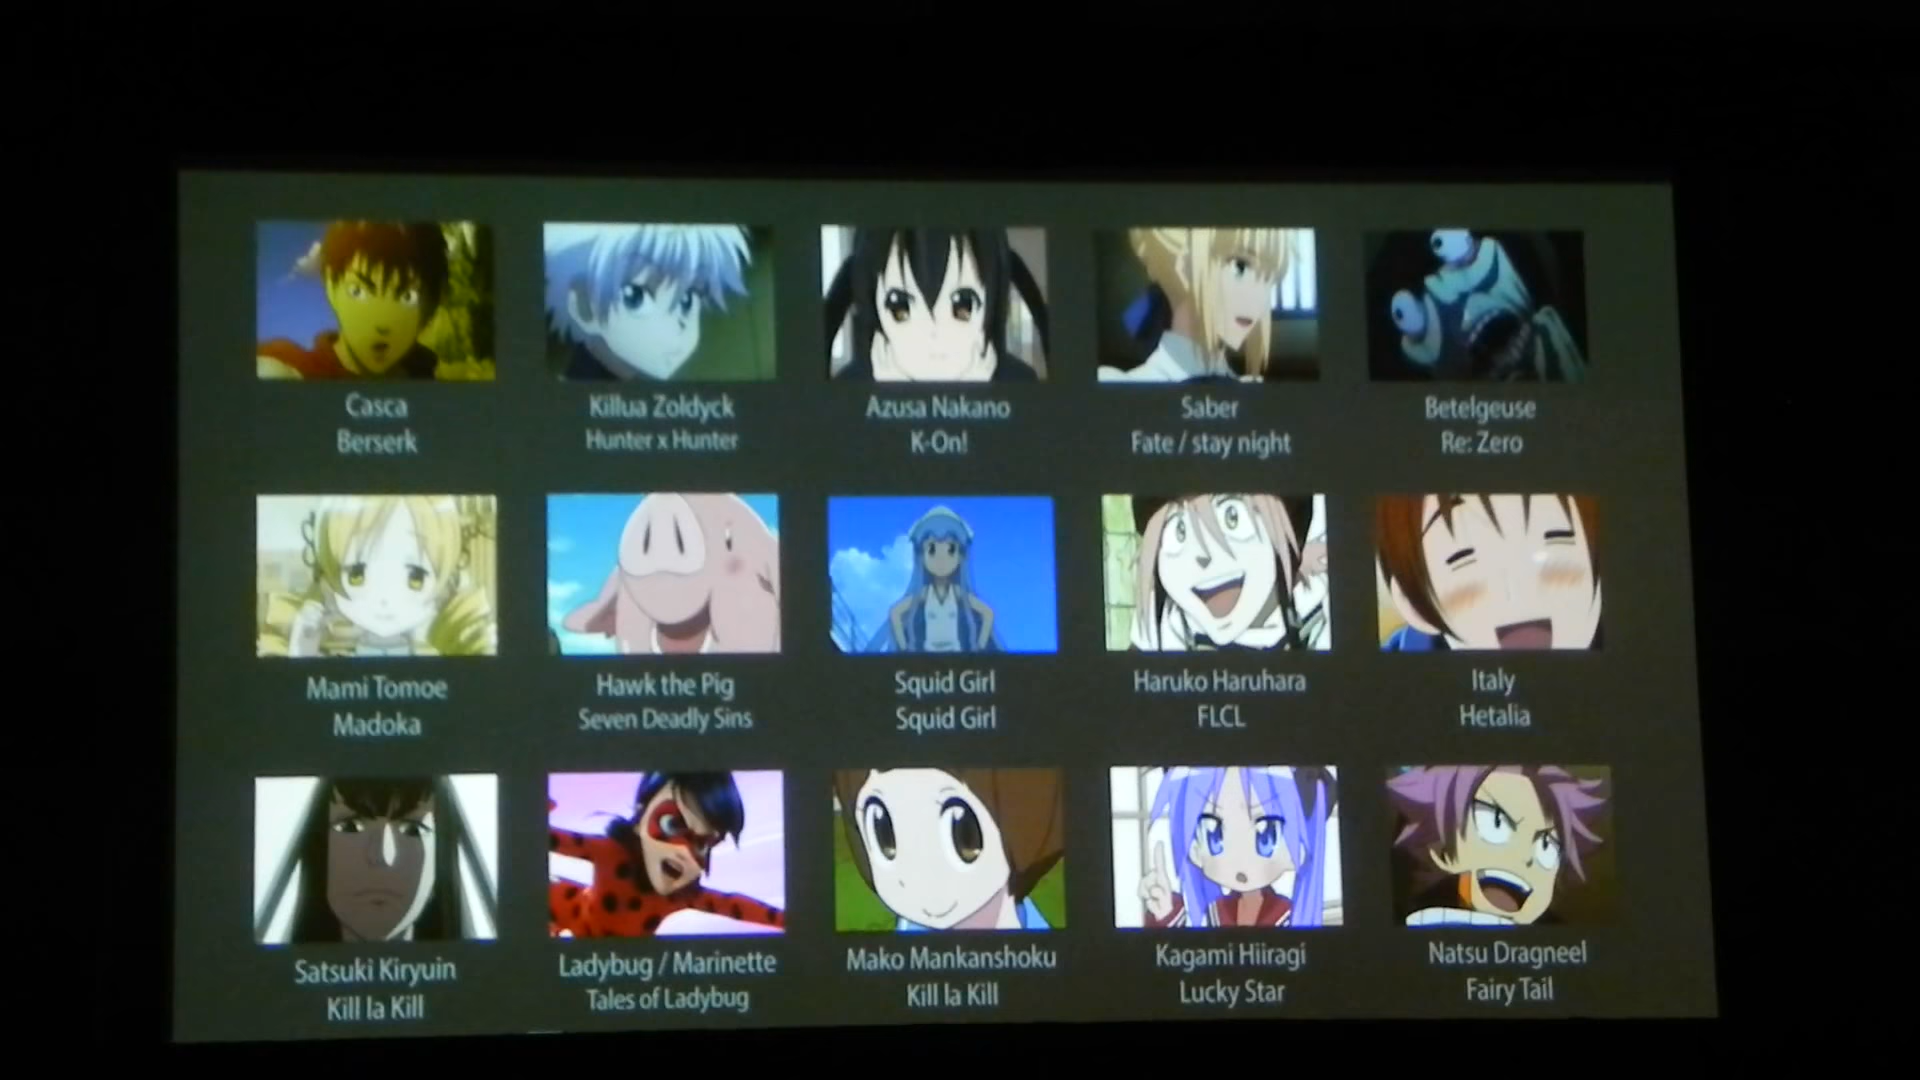 Casca
Berserk
Killua Zoldyck
Hunter x Hunter
Azusa Nakano
K-On!
Saber
Fate / stay night
Betelgeuse
Re: Zero
Mami Tomoe
Madoka
Hawk the Pig
Seven Deadly Sins
Squid Girl
Squid Girl
Haruko Haruhara
FLCL
Italy
Hetalia
Satsuki Kiryuin
Kill la Kill
Ladybug / Marinette
Tales of Ladybug
Mako Mankanshoku
Kill la Kill
Kagami Hiiragi
Lucky Star
Natsu Dragneel
Fairy Tail